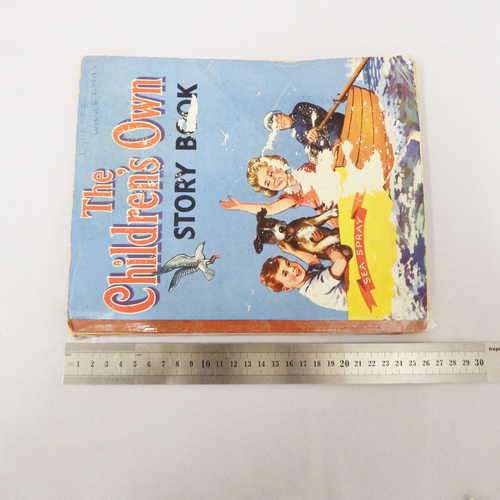 The
Children's Own
STORY BOOK
SEA SPRAY
1 2 3 4 5 6 7 8 9 10 11 12 13 14 15 16 17 18 19 20 21 22 23 24 25 26 27 28 29 30